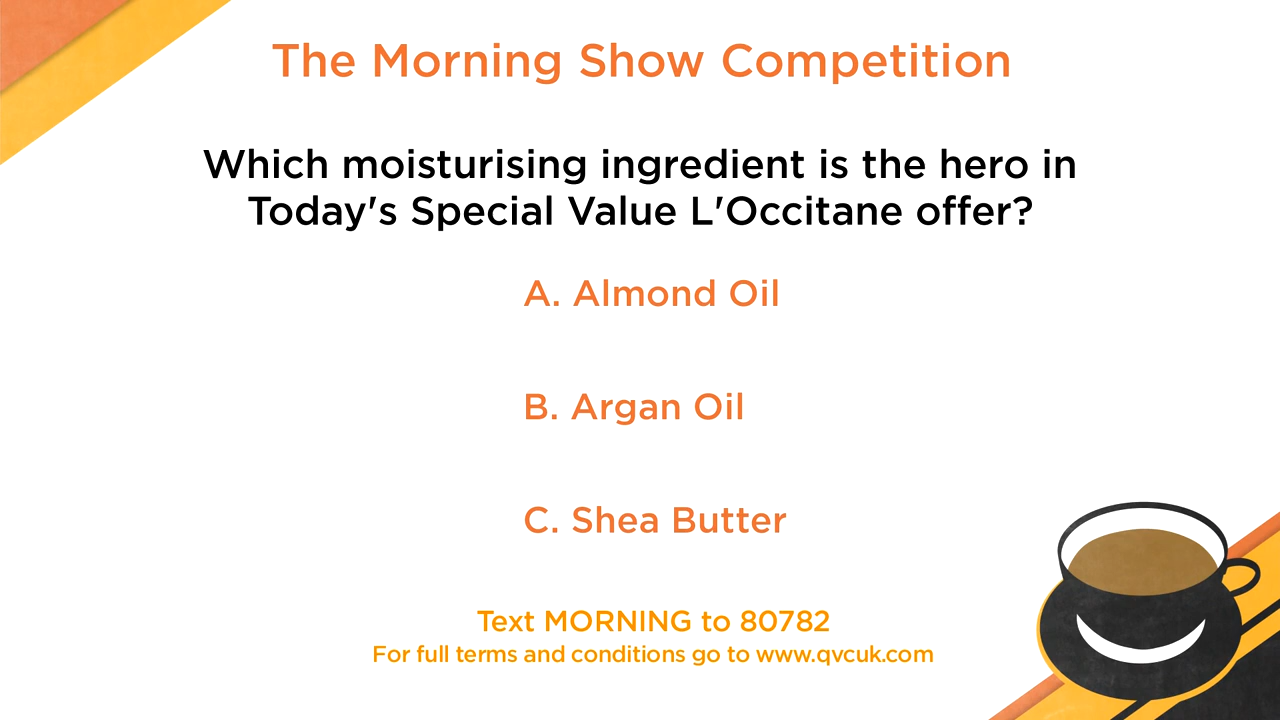 The Morning Show Competition
Which moisturising ingredient is the hero in
Today's Special Value L'Occitane offer?
A. Almond Oil
B. Argan Oil
C. Shea Butter
Text MORNING to 80782
For full terms and conditions go to www.qvcuk.com